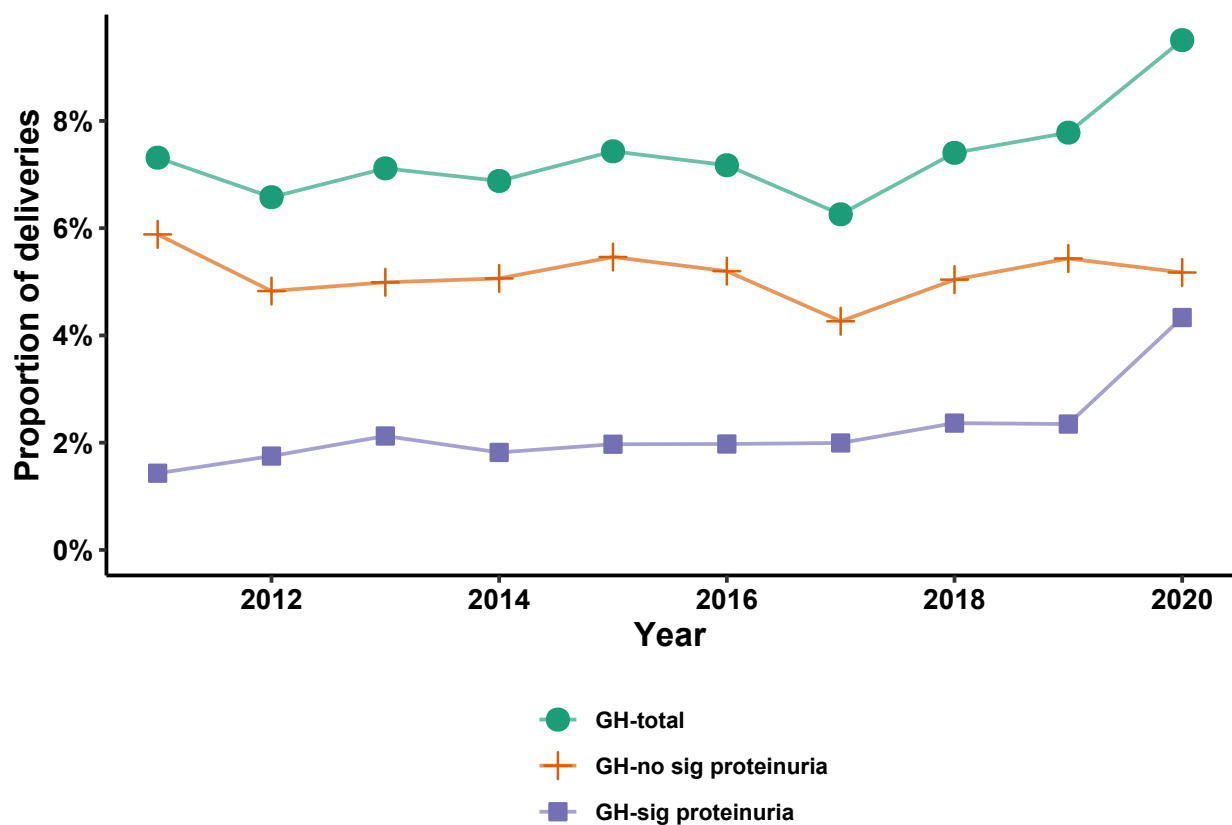 Proportion of deliveries
8%
6%
4%
2%
0%
2012 2014 2016 2018 2020
Year
GH-total
GH-no sig proteinuria
GH-sig proteinuria